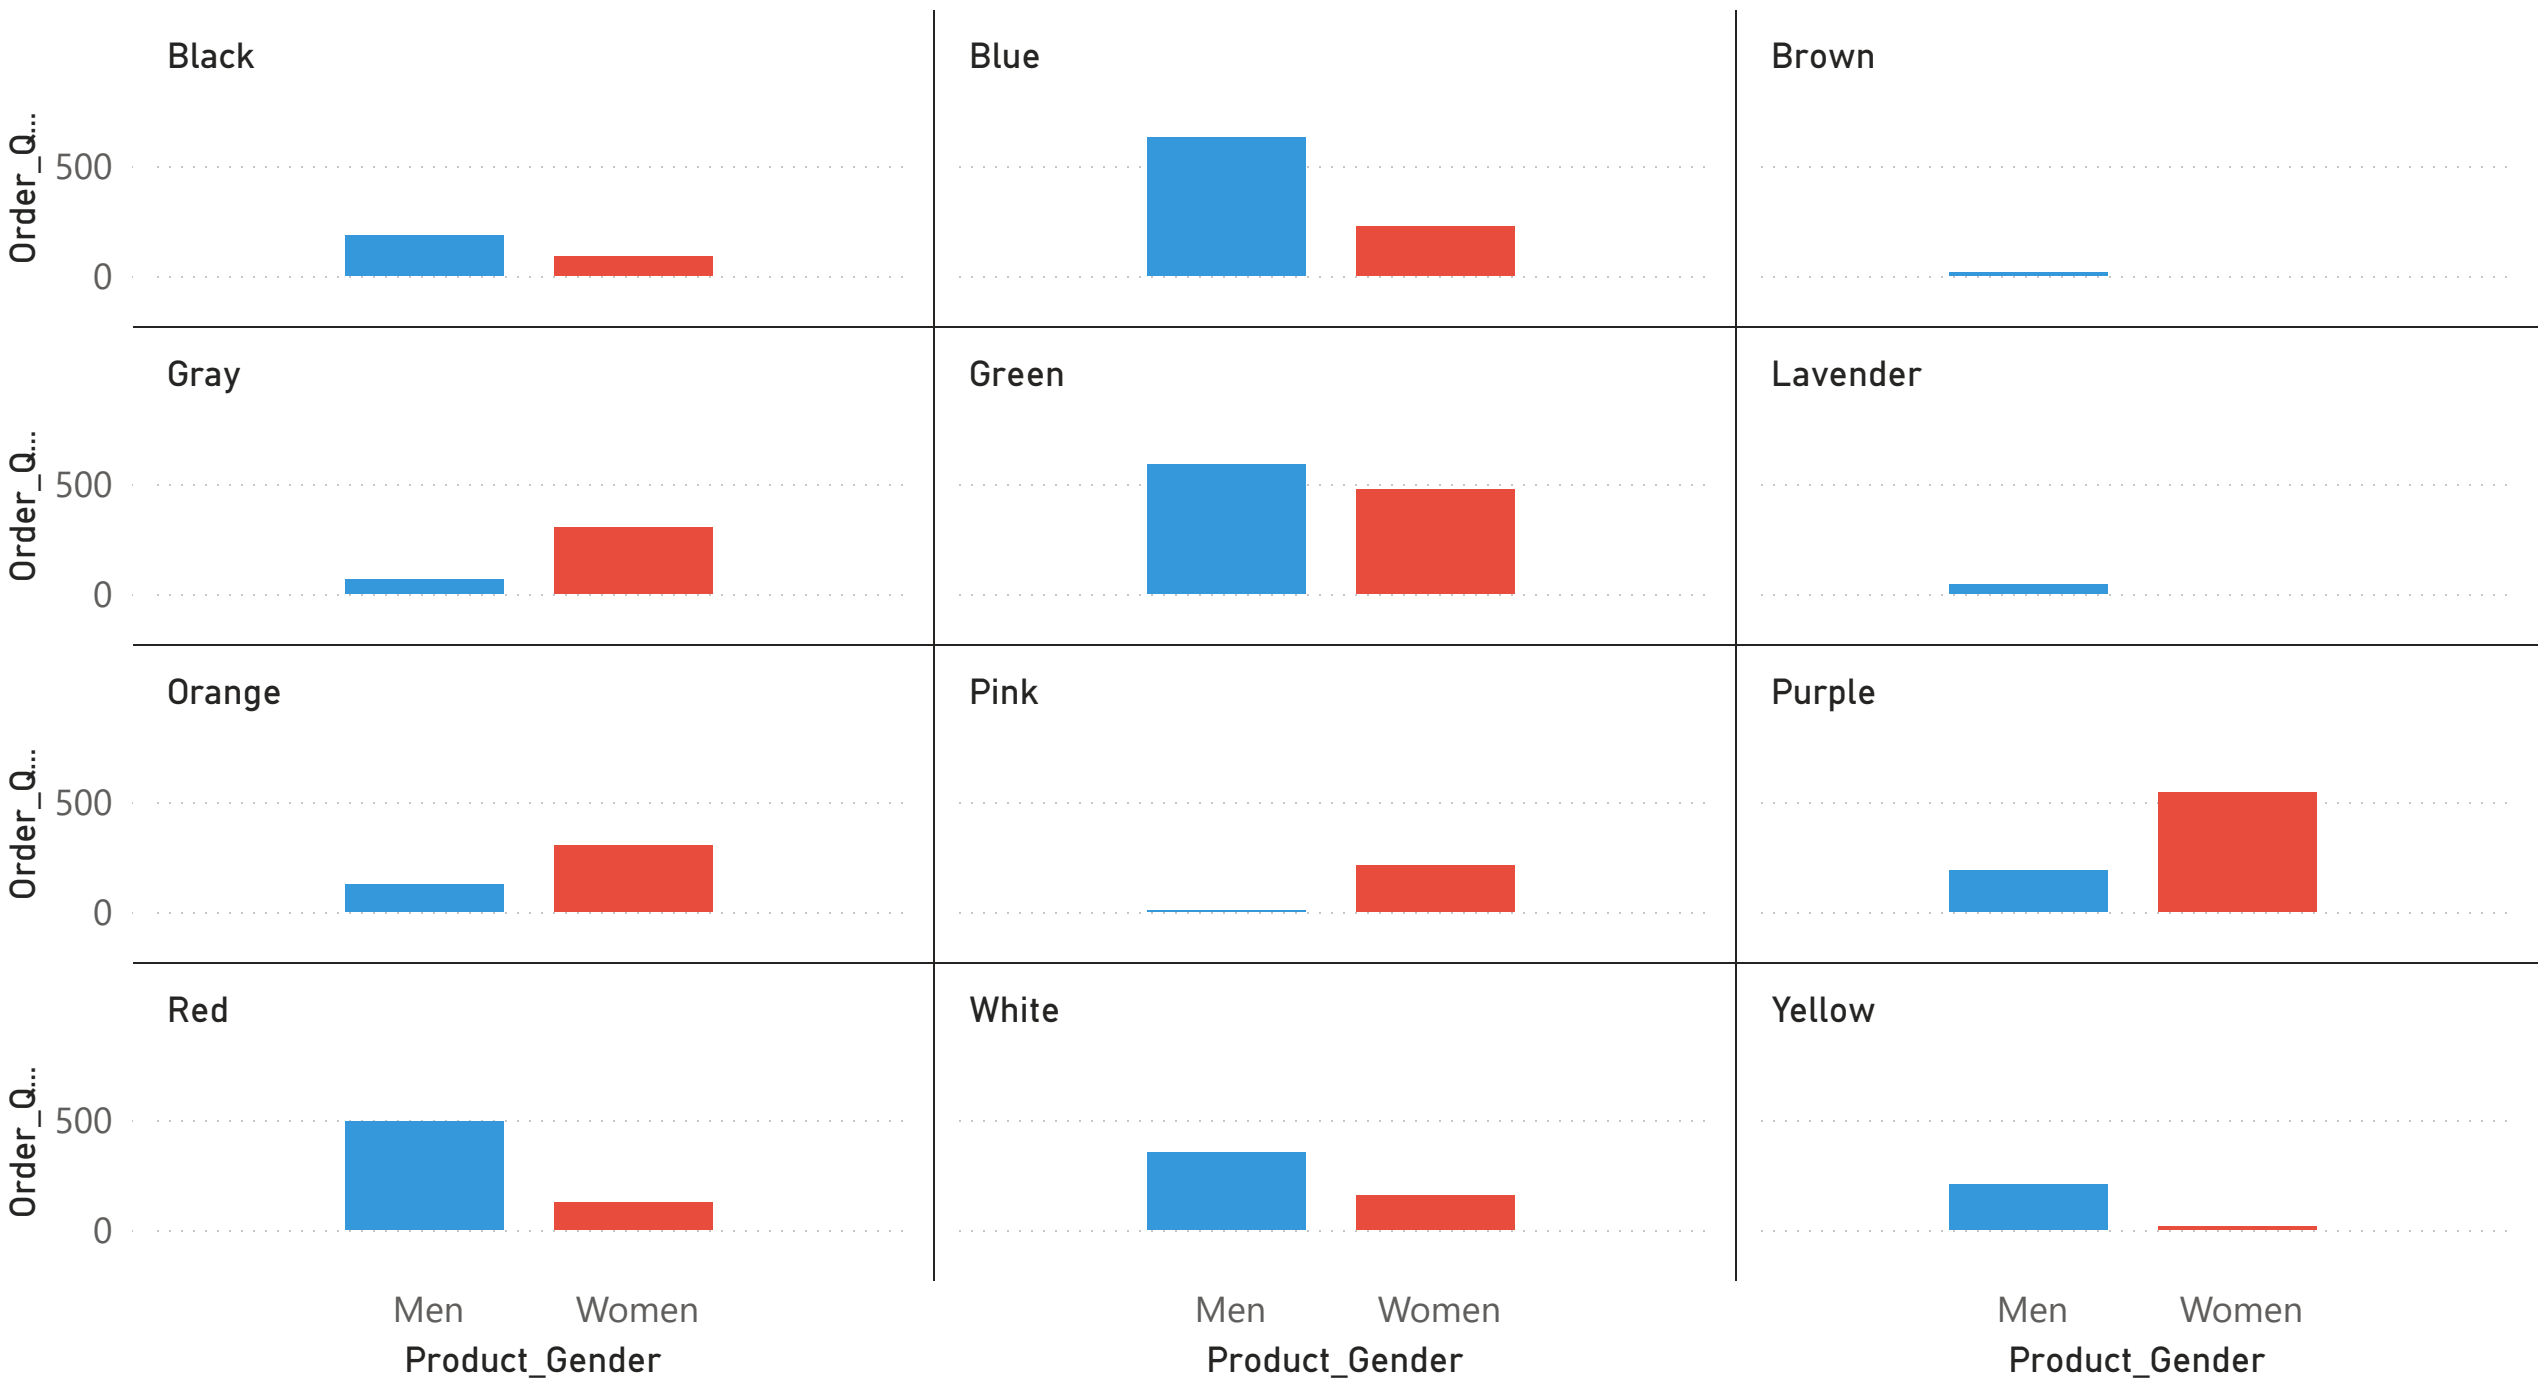 Black
Blue
Brown
Order_Q...
500
0
Gray
Green
Lavender
Order_Q...
500
0
Orange
Pink
Purple
Order_Q...
500
0
Red
White
Yellow
Order_Q...
500
0
Men Women
Men Women
Men Women
Product_Gender
Product_Gender
Product_Gender